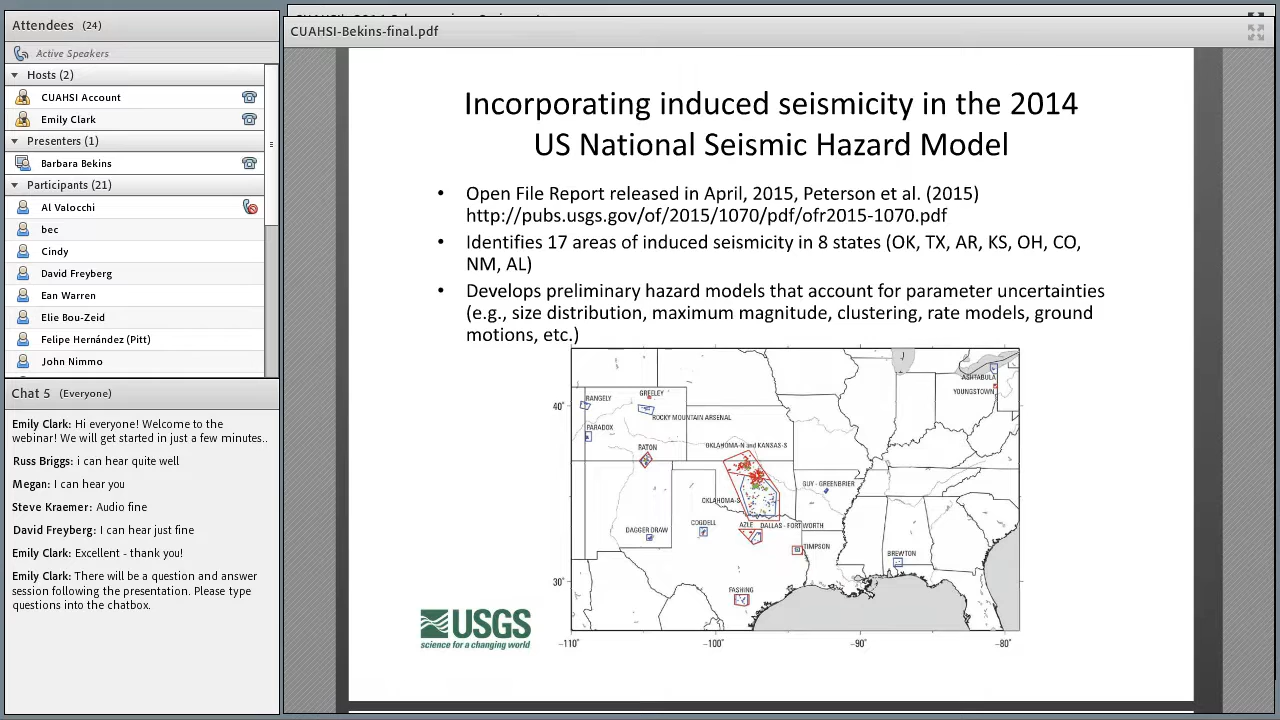 Attendees (24)
Active Speakers
Hosts (2)
CUAHSI Account
Emily Clark
Presenters (1)
Barbara Bekins
Participants (21)
Al Valocchi
bec
Cindy
David Freyberg
Ean Warren
Elie Bou-Zeid
Felipe Hernández (Pitt)
John Nimmo
Chat 5 (Everyone)
Emily Clark: Hi everyone! Welcome to the
webinar! We will get started in just a few minutes..
Russ Briggs: i can hear quite well
Megan: I can hear you
Steve Kraemer: Audio fine
David Freyberg: I can hear just fine
Emily Clark: Excellent - thank you!
Emily Clark: There will be a question and answer
session following the presentation. Please type
questions into the chatbox.
CUAHSI-Bekins-final.pdf
Incorporating induced seismicity in the 2014
US National Seismic Hazard Model
• Open File Report released in April, 2015, Peterson et al. (2015)
http://pubs.usgs.gov/of/2015/1070/pdf/ofr2015-1070.pdf
• Identifies 17 areas of induced seismicity in 8 states (OK, TX, AR, KS, OH, CO,
NM, AL)
• Develops preliminary hazard models that account for parameter uncertainties
(e.g., size distribution, maximum magnitude, clustering, rate models, ground
motions, etc.)
ASHTABULA
YOUNGSTOWN
40°
RANGELY
GREELEY
ROCKY MOUNTAIN ARSENAL
PARADOX
RATON
OKLAHOMA-N and KANSAS-S
GUY - GREENBRIER
OKLAHOMA-S
DAGGER DRAW
COGDELL
AZLE
DALLAS - FORT WORTH
TIMPSON
BREWTON
30°
FASHING
−110°
−100°
−90°
−80°
USGS
science for a changing world